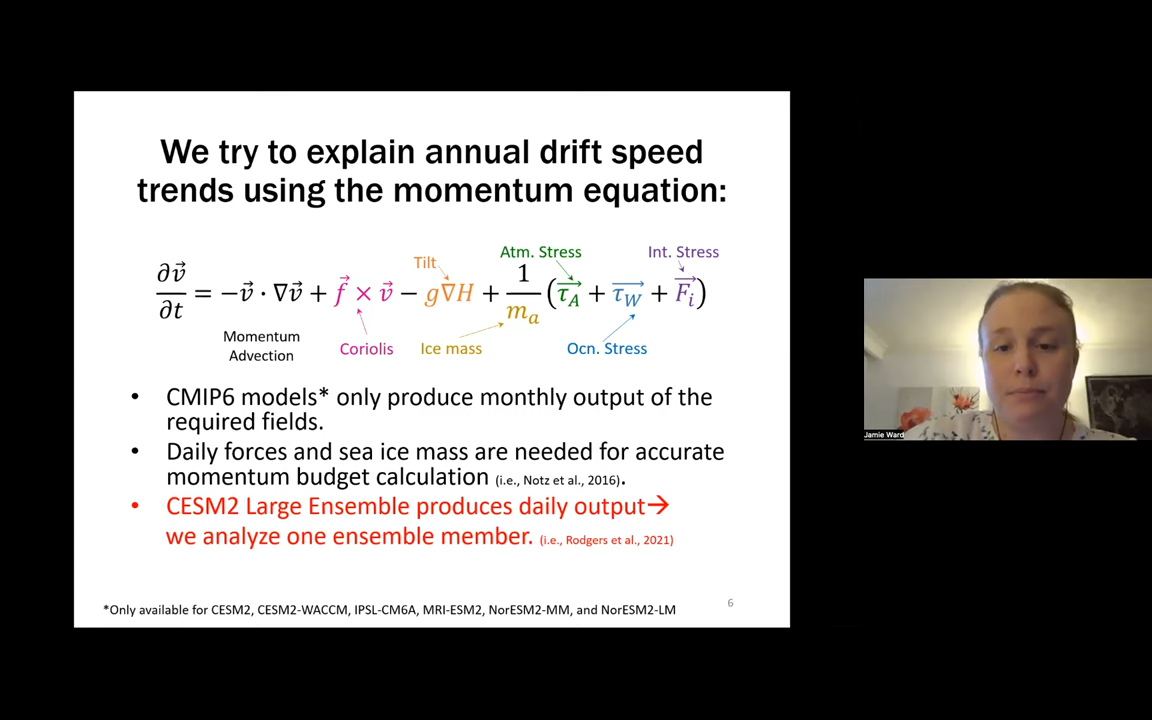 We try to explain annual drift speed
trends using the momentum equation:
Tilt
Atm. Stress
Int. Stress
∂v⃗/∂t = −v⃗ · ∇v⃗ + f⃗ × v⃗ − g∇H + 1/mₐ (τ_A⃗ + τ_W⃗ + F_i⃗)
Momentum
Advection
Coriolis
Ice mass
Ocn. Stress
• CMIP6 models* only produce monthly output of the
required fields.
• Daily forces and sea ice mass are needed for accurate
momentum budget calculation (i.e., Notz et al., 2016).
• CESM2 Large Ensemble produces daily output→
we analyze one ensemble member. (i.e., Rodgers et al., 2021)
*Only available for CESM2, CESM2-WACCM, IPSL-CM6A, MRI-ESM2, NorESM2-MM, and NorESM2-LM
6
Jamie Ward